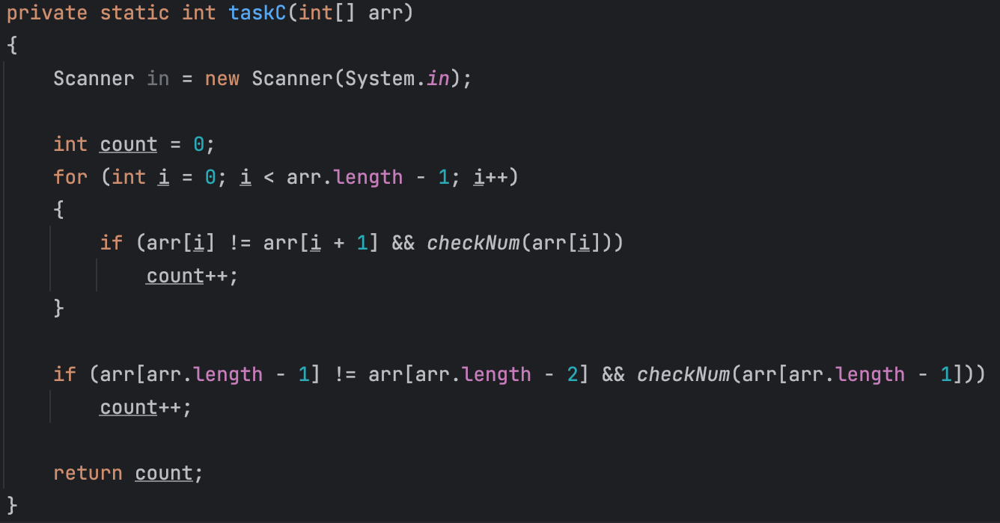 private static int taskC(int[] arr)
{
    Scanner in = new Scanner(System.in);

    int count = 0;
    for (int i = 0; i < arr.length - 1; i++)
    {
        if (arr[i] != arr[i + 1] && checkNum(arr[i]))
            count++;
    }

    if (arr[arr.length - 1] != arr[arr.length - 2] && checkNum(arr[arr.length - 1]))
        count++;

    return count;
}